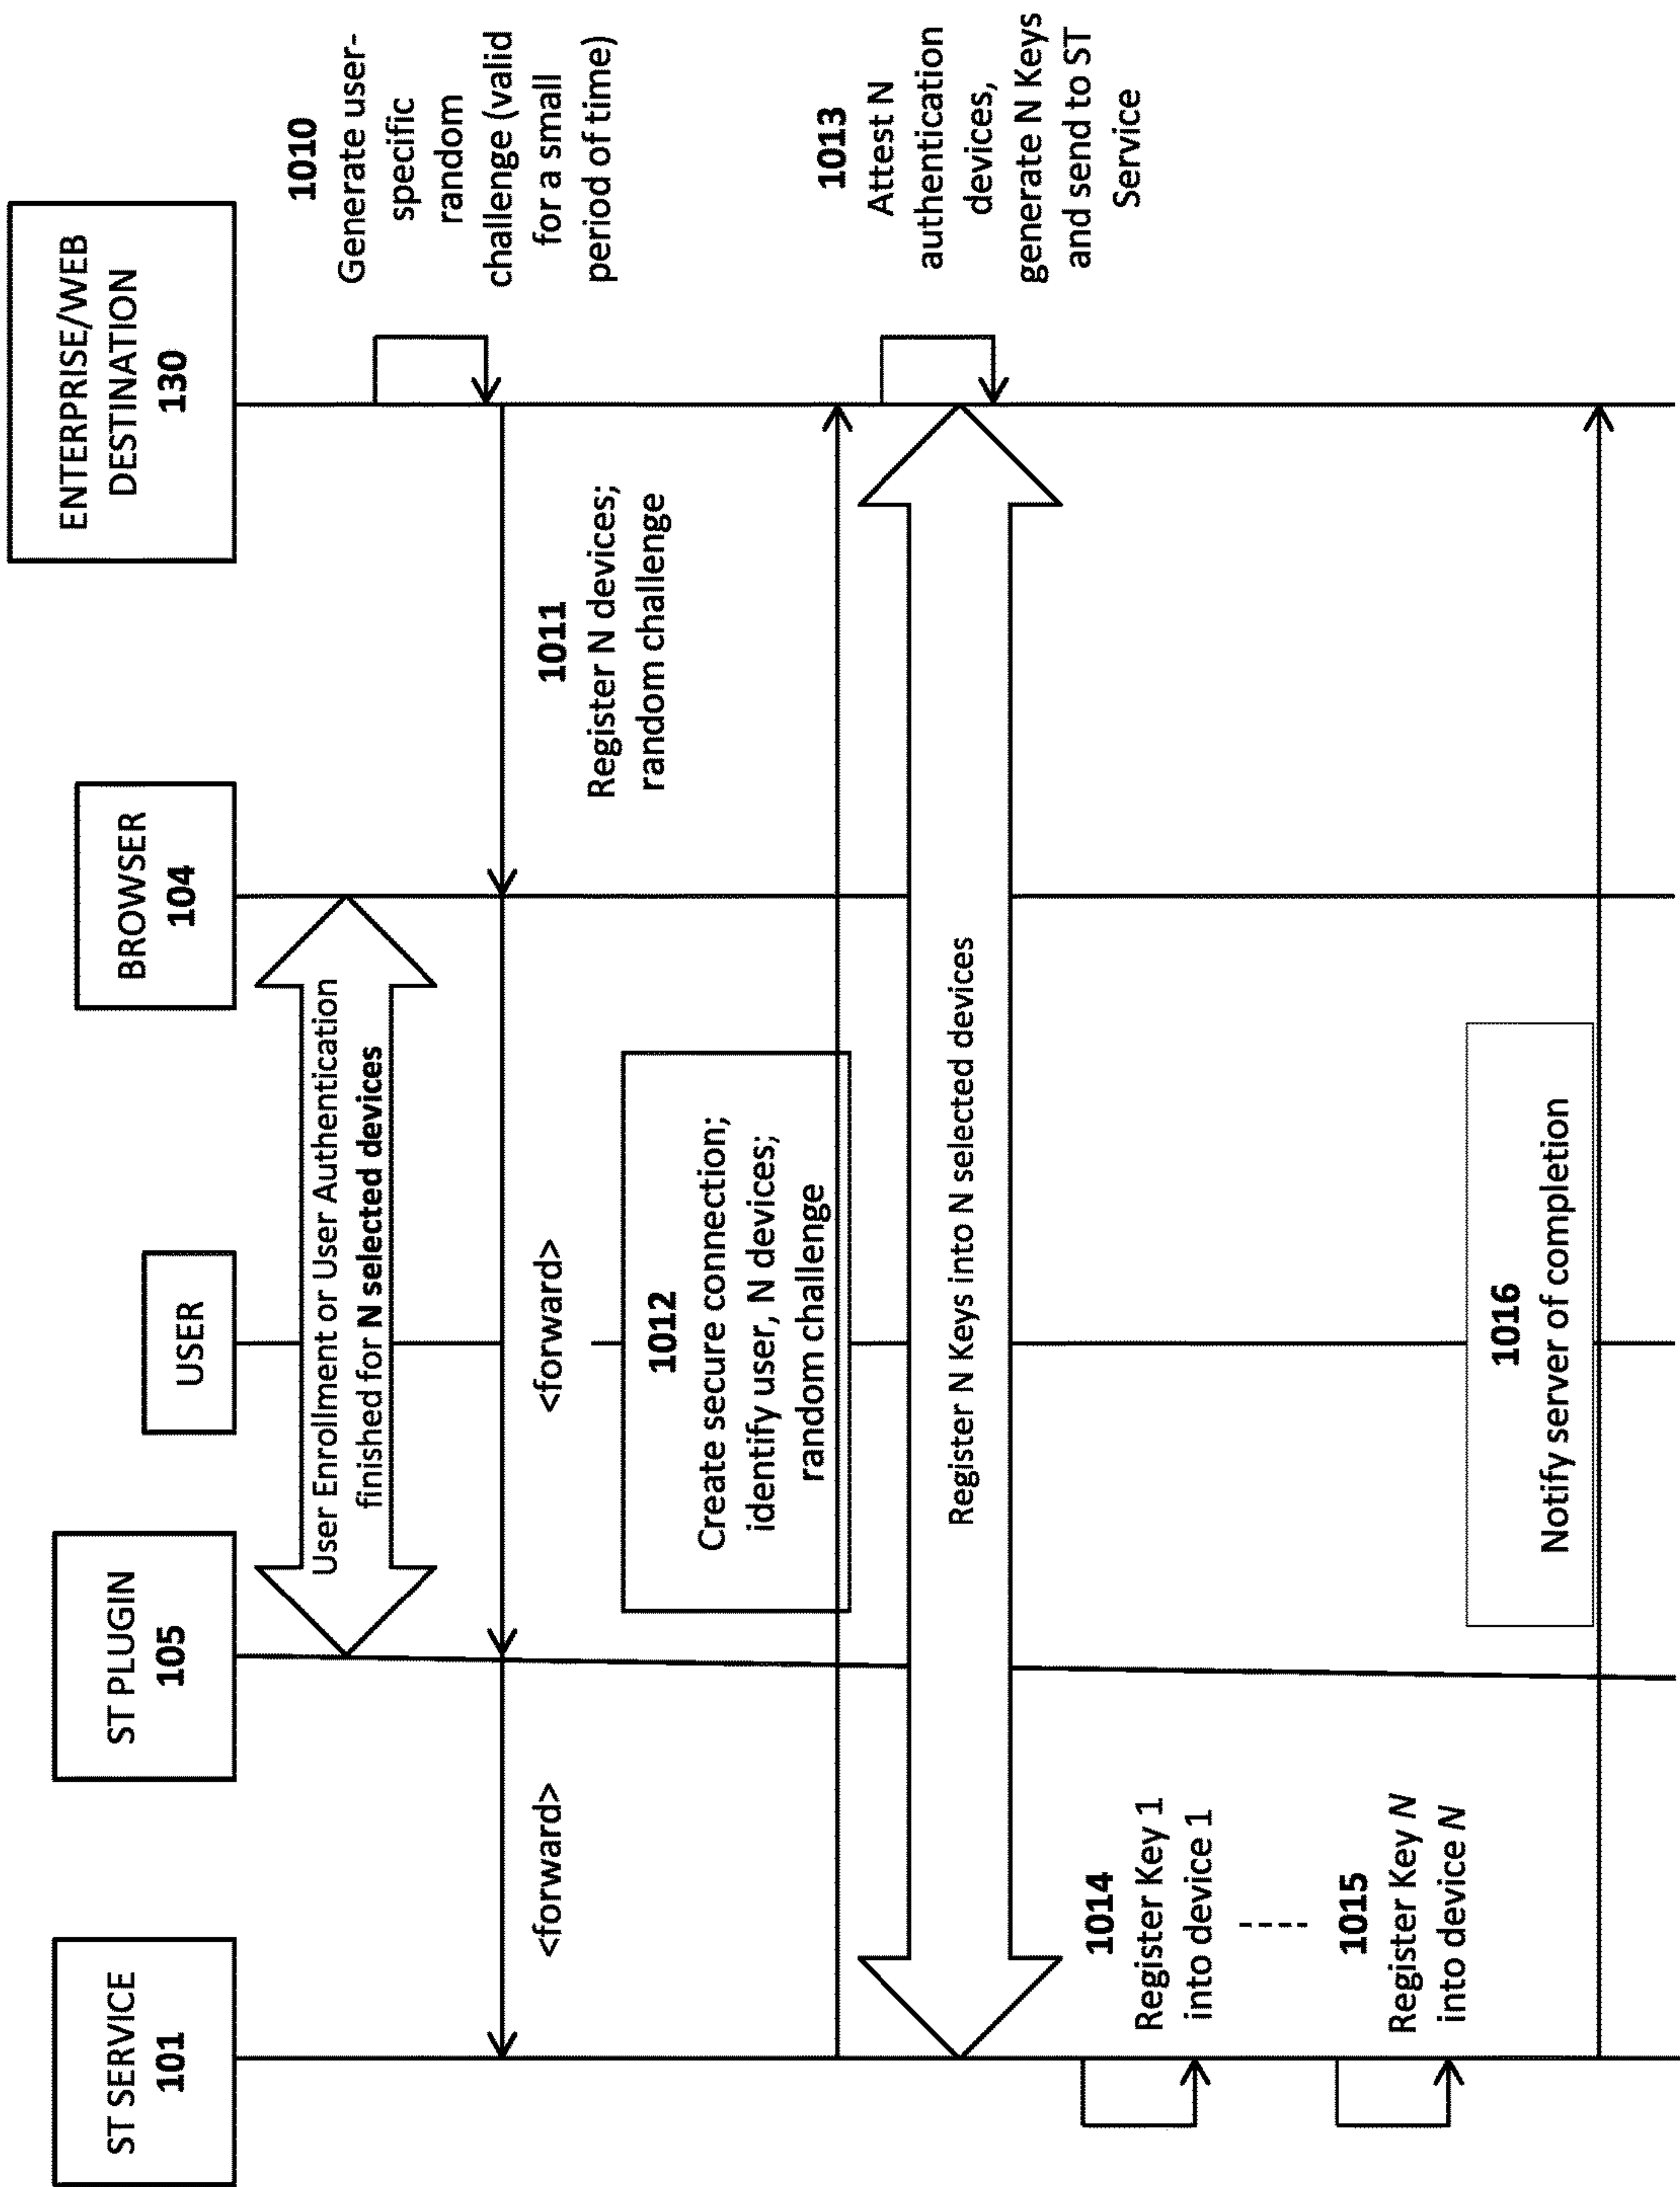 ST SERVICE
101
ST PLUGIN
105
USER
BROWSER
104
ENTERPRISE/WEB
DESTINATION
130
User Enrollment or User Authentication
finished for N selected devices
1010
Generate user-
specific
random
challenge (valid
for a small
period of time)
1011
Register N devices;
random challenge
<forward>
<forward>
1012
Create secure connection;
identify user, N devices;
random challenge
1013
Attest N
authentication
devices,
generate N Keys
and send to ST
Service
Register N Keys into N selected devices
1014
Register Key 1
into device 1
1015
Register Key N
into device N
1016
Notify server of completion